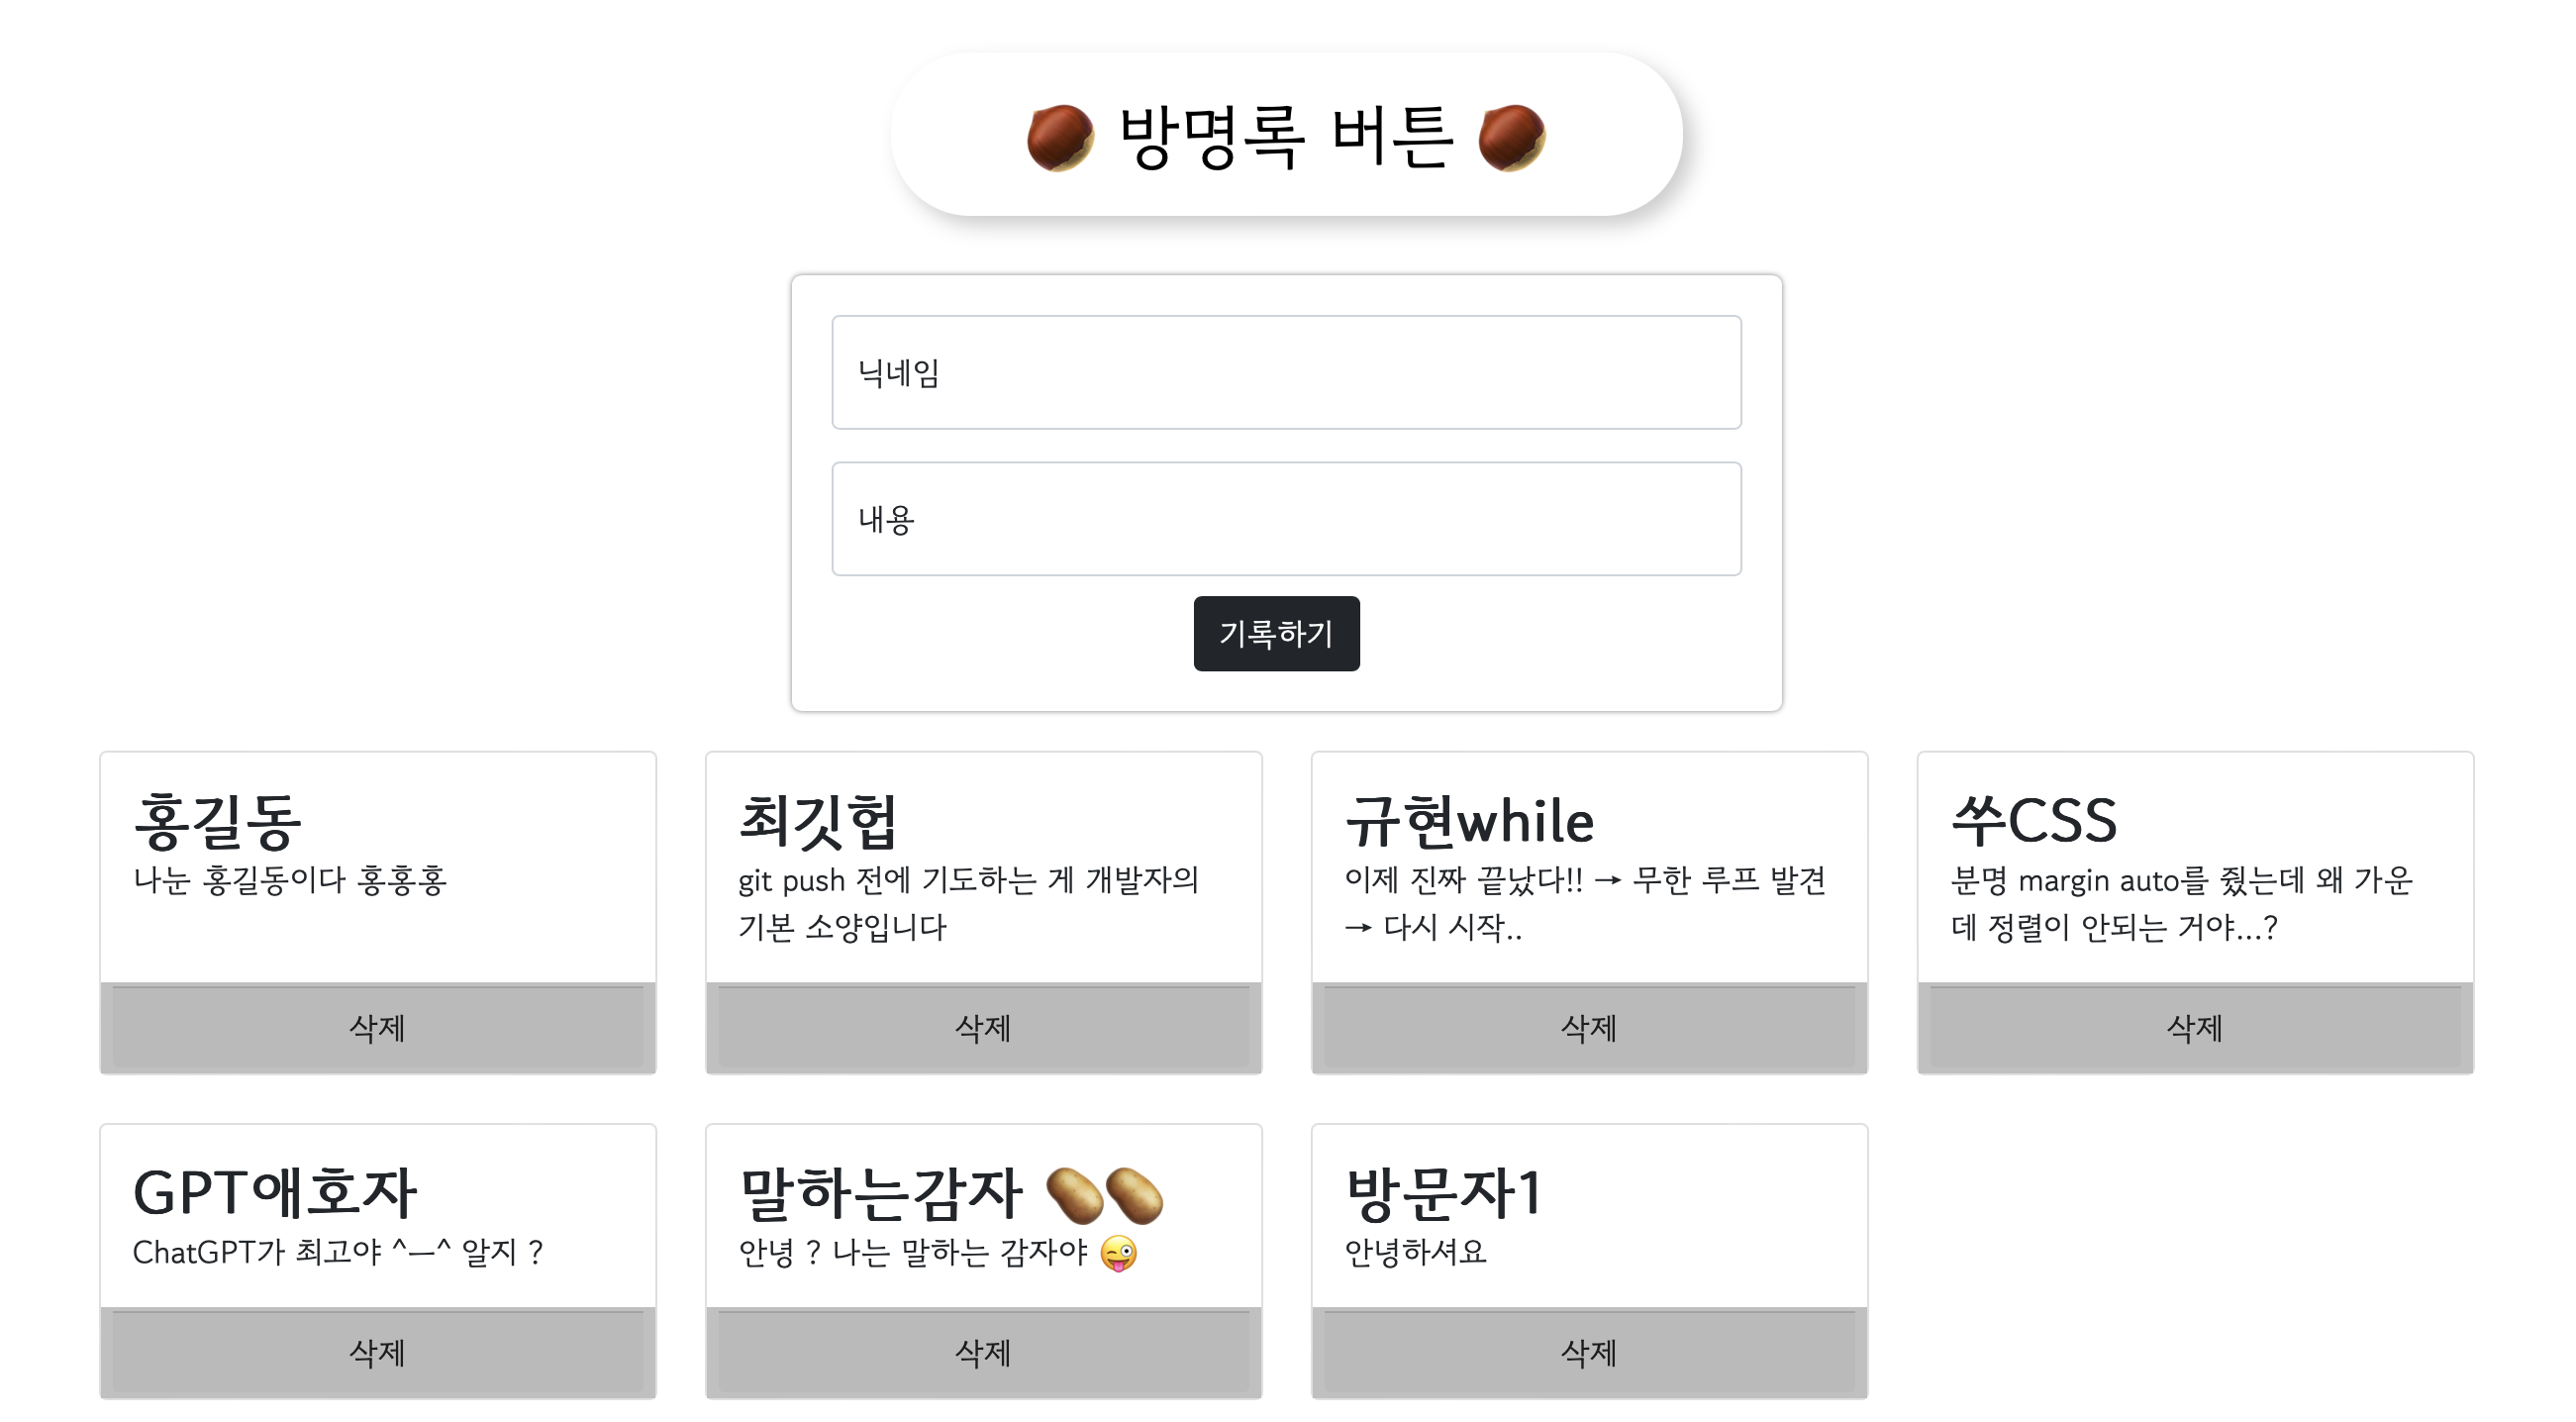 🌰 방명록 버튼 🌰
닉네임
내용
기록하기
홍길동
나눈 홍길동이다 홍홍홍
삭제
최깃헙
git push 전에 기도하는 게 개발자의
기본 소양입니다
삭제
규현while
이제 진짜 끝났다!! → 무한 루프 발견
→ 다시 시작..
삭제
쑤CSS
분명 margin auto를 줬는데 왜 가운
데 정렬이 안되는 거야...?
삭제
GPT애호자
ChatGPT가 최고야 ^ㅡ^ 알지 ?
삭제
말하는감자 🥔🥔
안녕 ? 나는 말하는 감자야 😜
삭제
방문자1
안녕하셔요
삭제